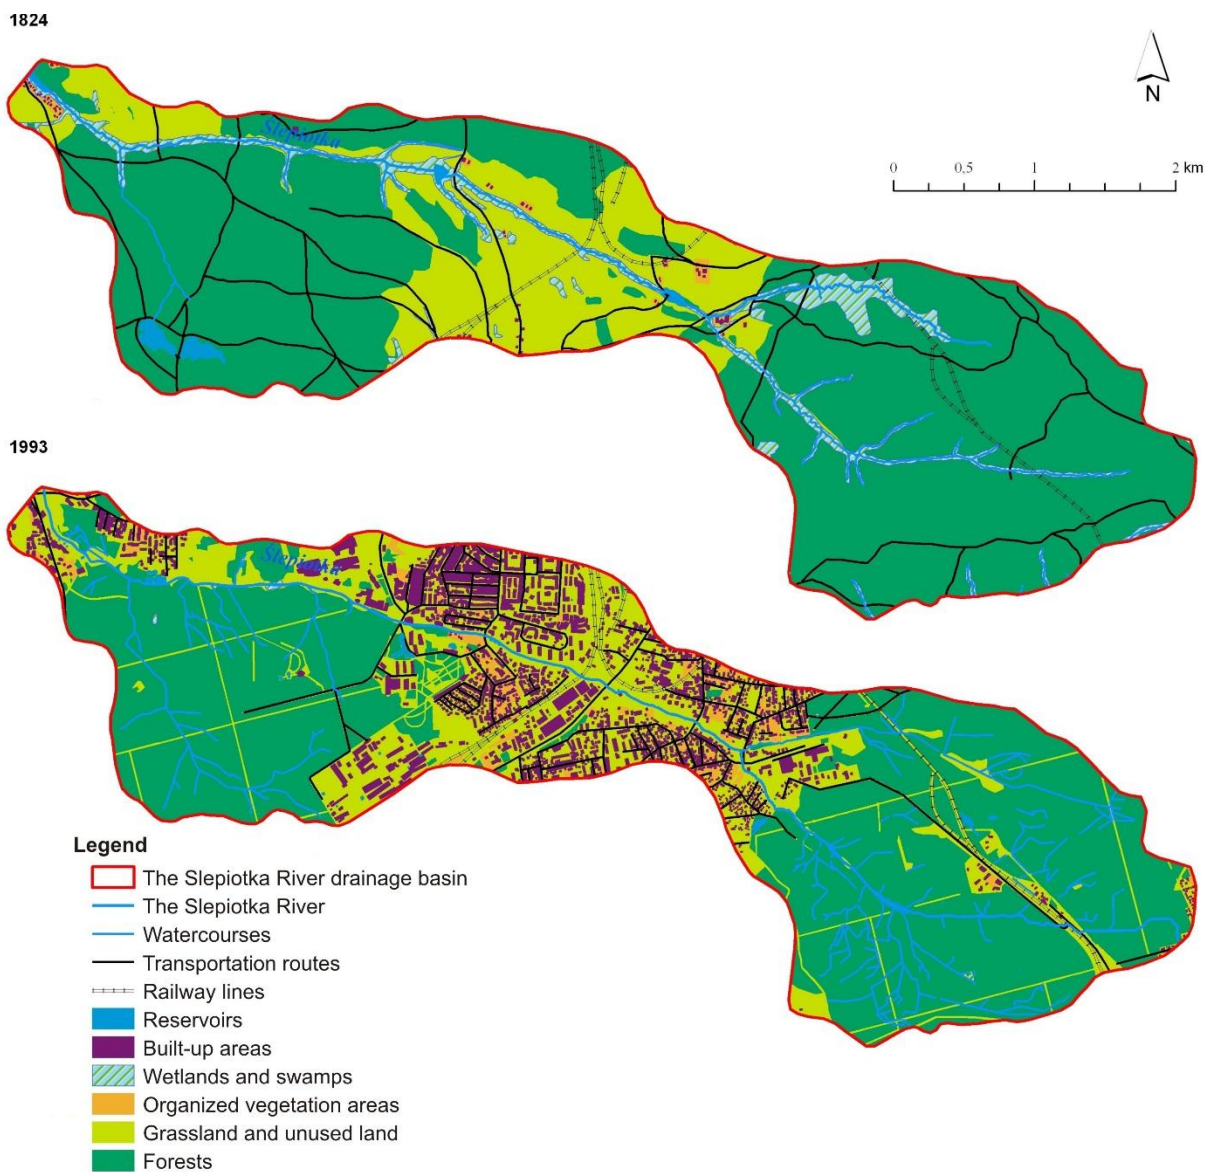 1824
Slepiotka
N
0 0,5 1 2 km
1993
Slepiotka
Legend
The Slepiotka River drainage basin
The Slepiotka River
Watercourses
Transportation routes
Railway lines
Reservoirs
Built-up areas
Wetlands and swamps
Organized vegetation areas
Grassland and unused land
Forests